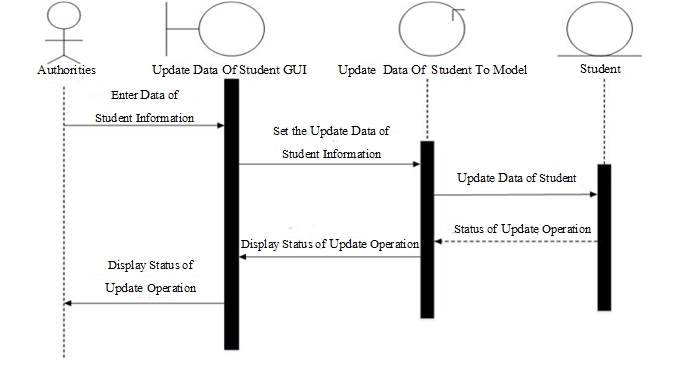 Authorities
Update Data Of Student GUI
Update Data Of Student To Model
Student
Enter Data of
Student Information
Set the Update Data of
Student Information
Update Data of Student
Status of Update Operation
Display Status of Update Operation
Display Status of
Update Operation